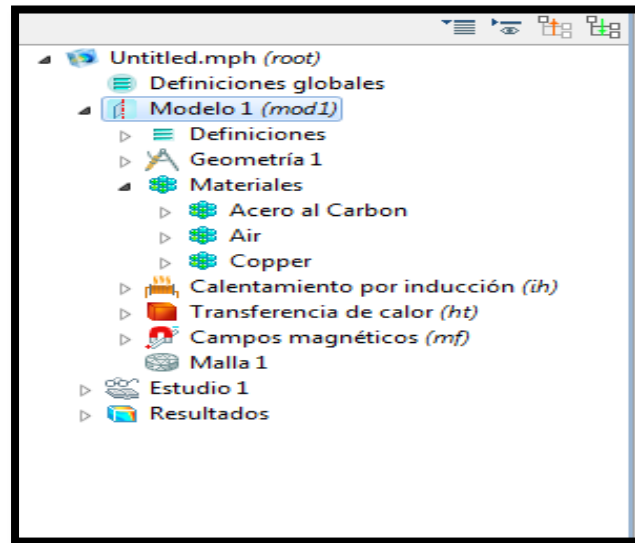 Untitled.mph (root)
Definiciones globales
Modelo 1 (mod1)
Definiciones
Geometría 1
Materiales
Acero al Carbon
Air
Copper
Calentamiento por inducción (ih)
Transferencia de calor (ht)
Campos magnéticos (mf)
Malla 1
Estudio 1
Resultados